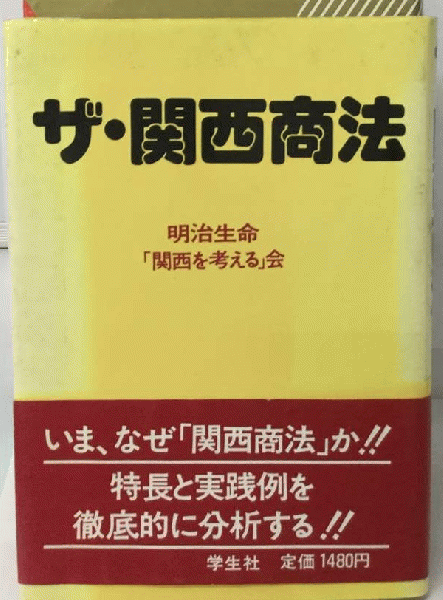 ザ・関西商法
明治生命
「関西を考える」会
いま、なぜ「関西商法」か!!
特長と実践例を
徹底的に分析する!!
学生社 定価1480円